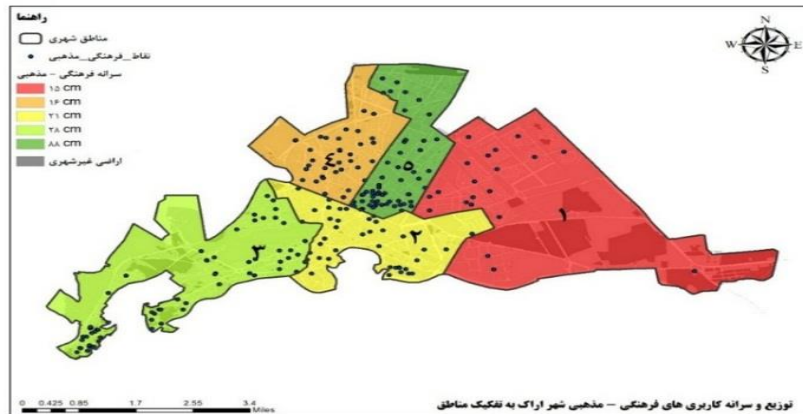 راهنما
مناطق شهری
نقاط_فرهنگی_مذهبی
سرانه فرهنگی - مذهبی
۱۵ cm
۱۶ cm
۲۱ cm
۳۸ cm
۸۸ cm
اراضی غیرشهری
N
W E
S
۴
۵
۱
۲
۳
0 0.425 0.85 1.7 2.55 3.4
Miles
توزیع و سرانه کاربری های فرهنگی - مذهبی شهر اراک به تفکیک مناطق